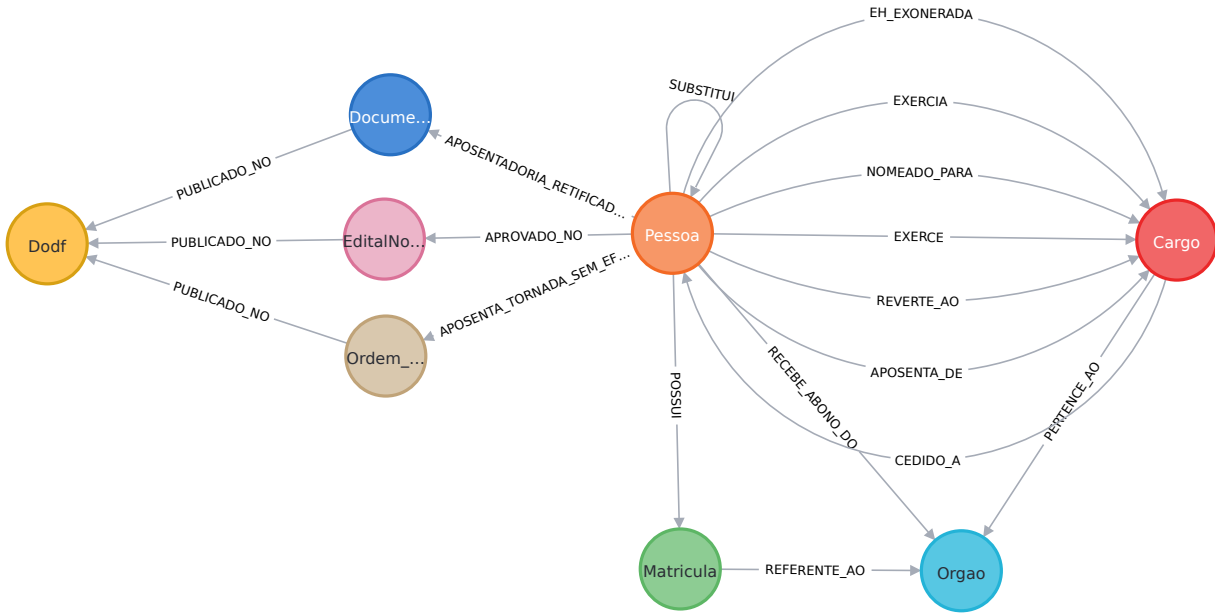 EH_EXONERADA
SUBSTITUI
EXERCIA
Docume...
APOSENTADORIA_RETIFICAD...
PUBLICADO_NO
NOMEADO_PARA
Dodf
PUBLICADO_NO
EditalNo...
APROVADO_NO
Pessoa
EXERCE
Cargo
PUBLICADO_NO
APOSENTA_TORNADA_SEM_EF...
REVERTE_AO
Ordem_...
APOSENTA_DE
POSSUI
RECEBE_ABONO_DO
PERTENCE_AO
CEDIDO_A
Matricula
REFERENTE_AO
Orgao